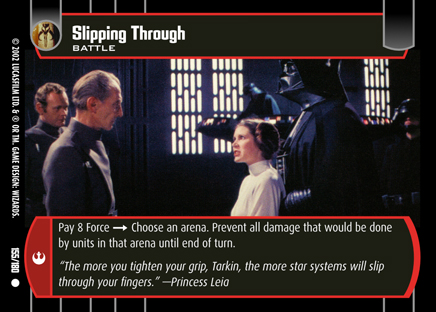 Slipping Through
BATTLE
© 2002 LUCASFILM LTD. & ® OR TM. GAME DESIGN: WIZARDS.
155/180
Pay 8 Force → Choose an arena. Prevent all damage that would be done
by units in that arena until end of turn.
“The more you tighten your grip, Tarkin, the more star systems will slip
through your fingers.” —Princess Leia